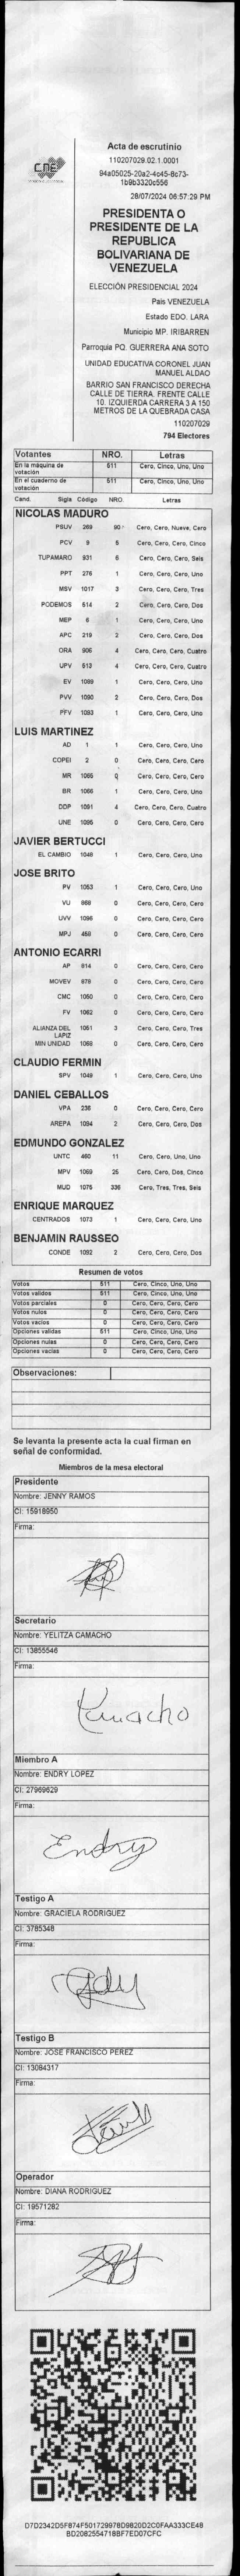 CNE
Acta de escrutinio
110207029.02.1.0001
94a05025-20a2-4c45-8c73-
1b9b3320c556
28/07/2024 06:57:29 PM
PRESIDENTA O
PRESIDENTE DE LA
REPUBLICA
BOLIVARIANA DE
VENEZUELA
ELECCIÓN PRESIDENCIAL 2024
País VENEZUELA
Estado EDO. LARA
Municipio MP. IRIBARREN
Parroquia PQ. GUERRERA ANA SOTO
UNIDAD EDUCATIVA CORONEL JUAN
MANUEL ALDAO
BARRIO SAN FRANCISCO DERECHA
CALLE DE TIERRA. FRENTE CALLE
10. IZQUIERDA CARRERA 3 A 150
METROS DE LA QUEBRADA CASA
110207029
794 Electores
Votantes NRO. Letras
En la máquina de votación 511 Cero, Cinco, Uno, Uno
En el cuaderno de votación 511 Cero, Cinco, Uno, Uno
Cand. Sigla Código NRO. Letras
NICOLAS MADURO
PSUV 269 90 Cero, Cero, Nueve, Cero
PCV 9 5 Cero, Cero, Cero, Cinco
TUPAMARO 931 6 Cero, Cero, Cero, Seis
PPT 276 1 Cero, Cero, Cero, Uno
MSV 1017 3 Cero, Cero, Cero, Tres
PODEMOS 514 2 Cero, Cero, Cero, Dos
MEP 6 1 Cero, Cero, Cero, Uno
APC 219 2 Cero, Cero, Cero, Dos
ORA 906 4 Cero, Cero, Cero, Cuatro
UPV 512 4 Cero, Cero, Cero, Cuatro
EV 1089 1 Cero, Cero, Cero, Uno
PVV 1090 2 Cero, Cero, Cero, Dos
PFV 1093 1 Cero, Cero, Cero, Uno
LUIS MARTINEZ
AD 1 1 Cero, Cero, Cero, Uno
COPEI 2 0 Cero, Cero, Cero, Cero
MR 1065 0 Cero, Cero, Cero, Cero
BR 1066 1 Cero, Cero, Cero, Uno
DDP 1091 4 Cero, Cero, Cero, Cuatro
UNE 1095 0 Cero, Cero, Cero, Cero
JAVIER BERTUCCI
EL CAMBIO 1048 1 Cero, Cero, Cero, Uno
JOSE BRITO
PV 1053 1 Cero, Cero, Cero, Uno
VU 868 0 Cero, Cero, Cero, Cero
UVV 1096 0 Cero, Cero, Cero, Cero
MPJ 458 0 Cero, Cero, Cero, Cero
ANTONIO ECARRI
AP 914 0 Cero, Cero, Cero, Cero
MOVEV 979 0 Cero, Cero, Cero, Cero
CMC 1050 0 Cero, Cero, Cero, Cero
FV 1062 0 Cero, Cero, Cero, Cero
ALIANZA DEL LAPIZ 1051 3 Cero, Cero, Cero, Tres
MIN UNIDAD 1068 0 Cero, Cero, Cero, Cero
CLAUDIO FERMIN
SPV 1049 1 Cero, Cero, Cero, Uno
DANIEL CEBALLOS
VPA 236 0 Cero, Cero, Cero, Cero
AREPA 1094 2 Cero, Cero, Cero, Dos
EDMUNDO GONZALEZ
UNTC 460 11 Cero, Cero, Uno, Uno
MPV 1069 25 Cero, Cero, Dos, Cinco
MUD 1075 336 Cero, Tres, Tres, Seis
ENRIQUE MARQUEZ
CENTRADOS 1073 1 Cero, Cero, Cero, Uno
BENJAMIN RAUSSEO
CONDE 1092 2 Cero, Cero, Cero, Dos
Resumen de votos
Votos 511 Cero, Cinco, Uno, Uno
Votos validos 511 Cero, Cinco, Uno, Uno
Votos parciales 0 Cero, Cero, Cero, Cero
Votos nulos 0 Cero, Cero, Cero, Cero
Votos vacios 0 Cero, Cero, Cero, Cero
Opciones validas 511 Cero, Cinco, Uno, Uno
Opciones nulas 0 Cero, Cero, Cero, Cero
Opciones vacias 0 Cero, Cero, Cero, Cero
Observaciones:
Se levanta la presente acta la cual firman en
señal de conformidad.
Miembros de la mesa electoral
Presidente
Nombre: JENNY RAMOS
CI: 15918950
Firma:
Secretario
Nombre: YELITZA CAMACHO
CI: 13855546
Firma:
Kmacho
Miembro A
Nombre: ENDRY LOPEZ
CI: 27969629
Firma:
Endry
Testigo A
Nombre: GRACIELA RODRIGUEZ
CI: 3785348
Firma:
Testigo B
Nombre: JOSE FRANCISCO PEREZ
CI: 13084317
Firma:
Operador
Nombre: DIANA RODRIGUEZ
CI: 19571282
Firma:
D7D2342D5F874F501729978D9820D2C0FAA333CE48
BD2082554718BF7ED07CFC